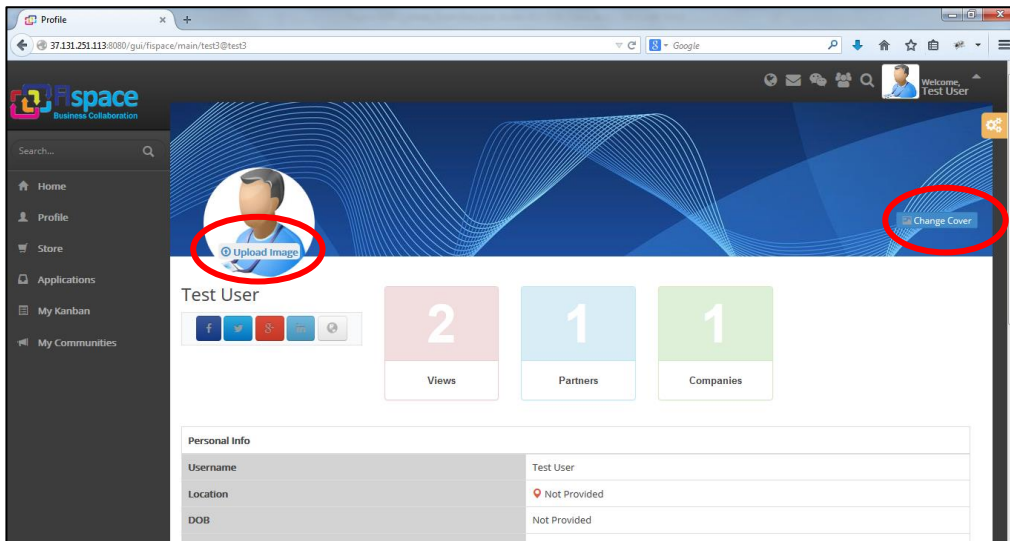 Profile
37.131.251.113:8080/gui/fispace/main/test3@test3
Google
Welcome,
Test User
FIspace
Business Collaboration
Search...
Home
Profile
Store
Applications
My Kanban
My Communities
Change Cover
Upload Image
Test User
2
1
1
Views
Partners
Companies
Personal Info
Username
Test User
Location
Not Provided
DOB
Not Provided